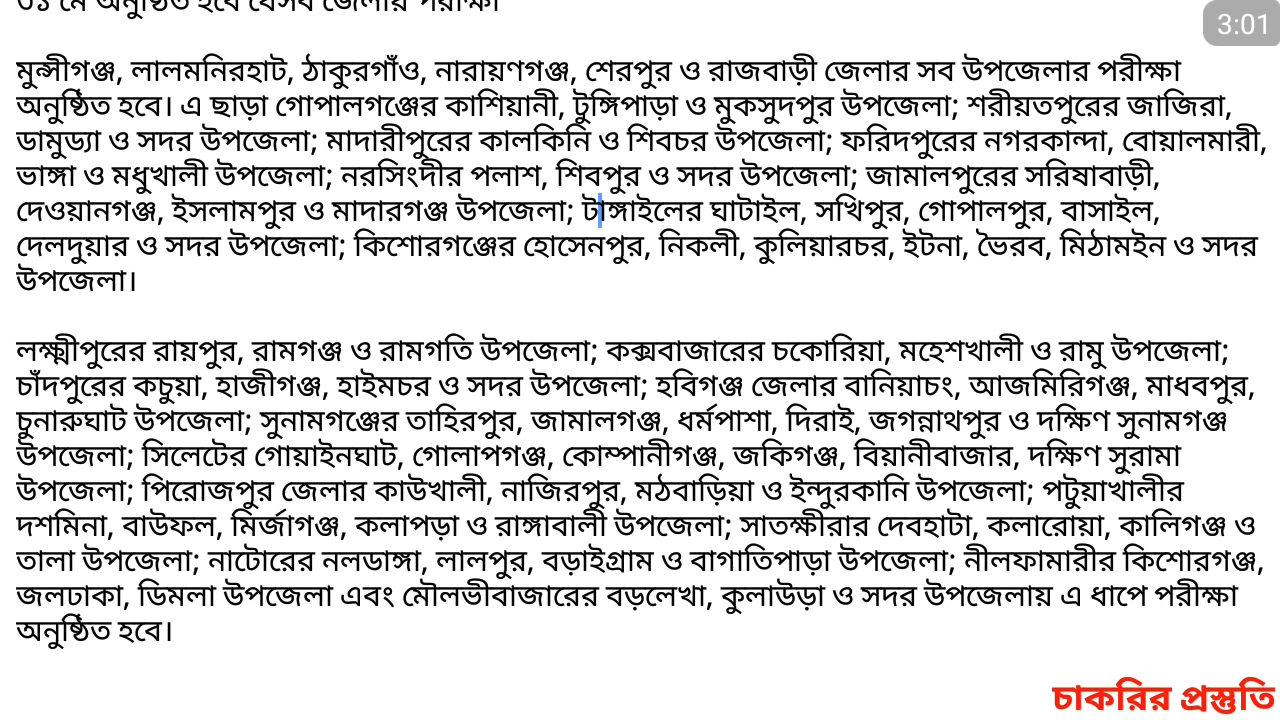 ৩১ মে অনুষ্ঠিত হবে যেসব জেলায় পরীক্ষা
3:01
মুন্সীগঞ্জ, লালমনিরহাট, ঠাকুরগাঁও, নারায়ণগঞ্জ, শেরপুর ও রাজবাড়ী জেলার সব উপজেলার পরীক্ষা
অনুষ্ঠিত হবে। এ ছাড়া গোপালগঞ্জের কাশিয়ানী, টুঙ্গিপাড়া ও মুকসুদপুর উপজেলা; শরীয়তপুরের জাজিরা,
ডামুড্যা ও সদর উপজেলা; মাদারীপুরের কালকিনি ও শিবচর উপজেলা; ফরিদপুরের নগরকান্দা, বোয়ালমারী,
ভাঙ্গা ও মধুখালী উপজেলা; নরসিংদীর পলাশ, শিবপুর ও সদর উপজেলা; জামালপুরের সরিষাবাড়ী,
দেওয়ানগঞ্জ, ইসলামপুর ও মাদারগঞ্জ উপজেলা; টাঙ্গাইলের ঘাটাইল, সখিপুর, গোপালপুর, বাসাইল,
দেলদুয়ার ও সদর উপজেলা; কিশোরগঞ্জের হোসেনপুর, নিকলী, কুলিয়ারচর, ইটনা, ভৈরব, মিঠামইন ও সদর
উপজেলা।
লক্ষ্মীপুরের রায়পুর, রামগঞ্জ ও রামগতি উপজেলা; কক্সবাজারের চকোরিয়া, মহেশখালী ও রামু উপজেলা;
চাঁদপুরের কচুয়া, হাজীগঞ্জ, হাইমচর ও সদর উপজেলা; হবিগঞ্জ জেলার বানিয়াচং, আজমিরিগঞ্জ, মাধবপুর,
চুনারুঘাট উপজেলা; সুনামগঞ্জের তাহিরপুর, জামালগঞ্জ, ধর্মপাশা, দিরাই, জগন্নাথপুর ও দক্ষিণ সুনামগঞ্জ
উপজেলা; সিলেটের গোয়াইনঘাট, গোলাপগঞ্জ, কোম্পানীগঞ্জ, জকিগঞ্জ, বিয়ানীবাজার, দক্ষিণ সুরামা
উপজেলা; পিরোজপুর জেলার কাউখালী, নাজিরপুর, মঠবাড়িয়া ও ইন্দুরকানি উপজেলা; পটুয়াখালীর
দশমিনা, বাউফল, মির্জাগঞ্জ, কলাপড়া ও রাঙ্গাবালী উপজেলা; সাতক্ষীরার দেবহাটা, কলারোয়া, কালিগঞ্জ ও
তালা উপজেলা; নাটোরের নলডাঙ্গা, লালপুর, বড়াইগ্রাম ও বাগাতিপাড়া উপজেলা; নীলফামারীর কিশোরগঞ্জ,
জলঢাকা, ডিমলা উপজেলা এবং মৌলভীবাজারের বড়লেখা, কুলাউড়া ও সদর উপজেলায় এ ধাপে পরীক্ষা
অনুষ্ঠিত হবে।
চাকরির প্রস্তুতি